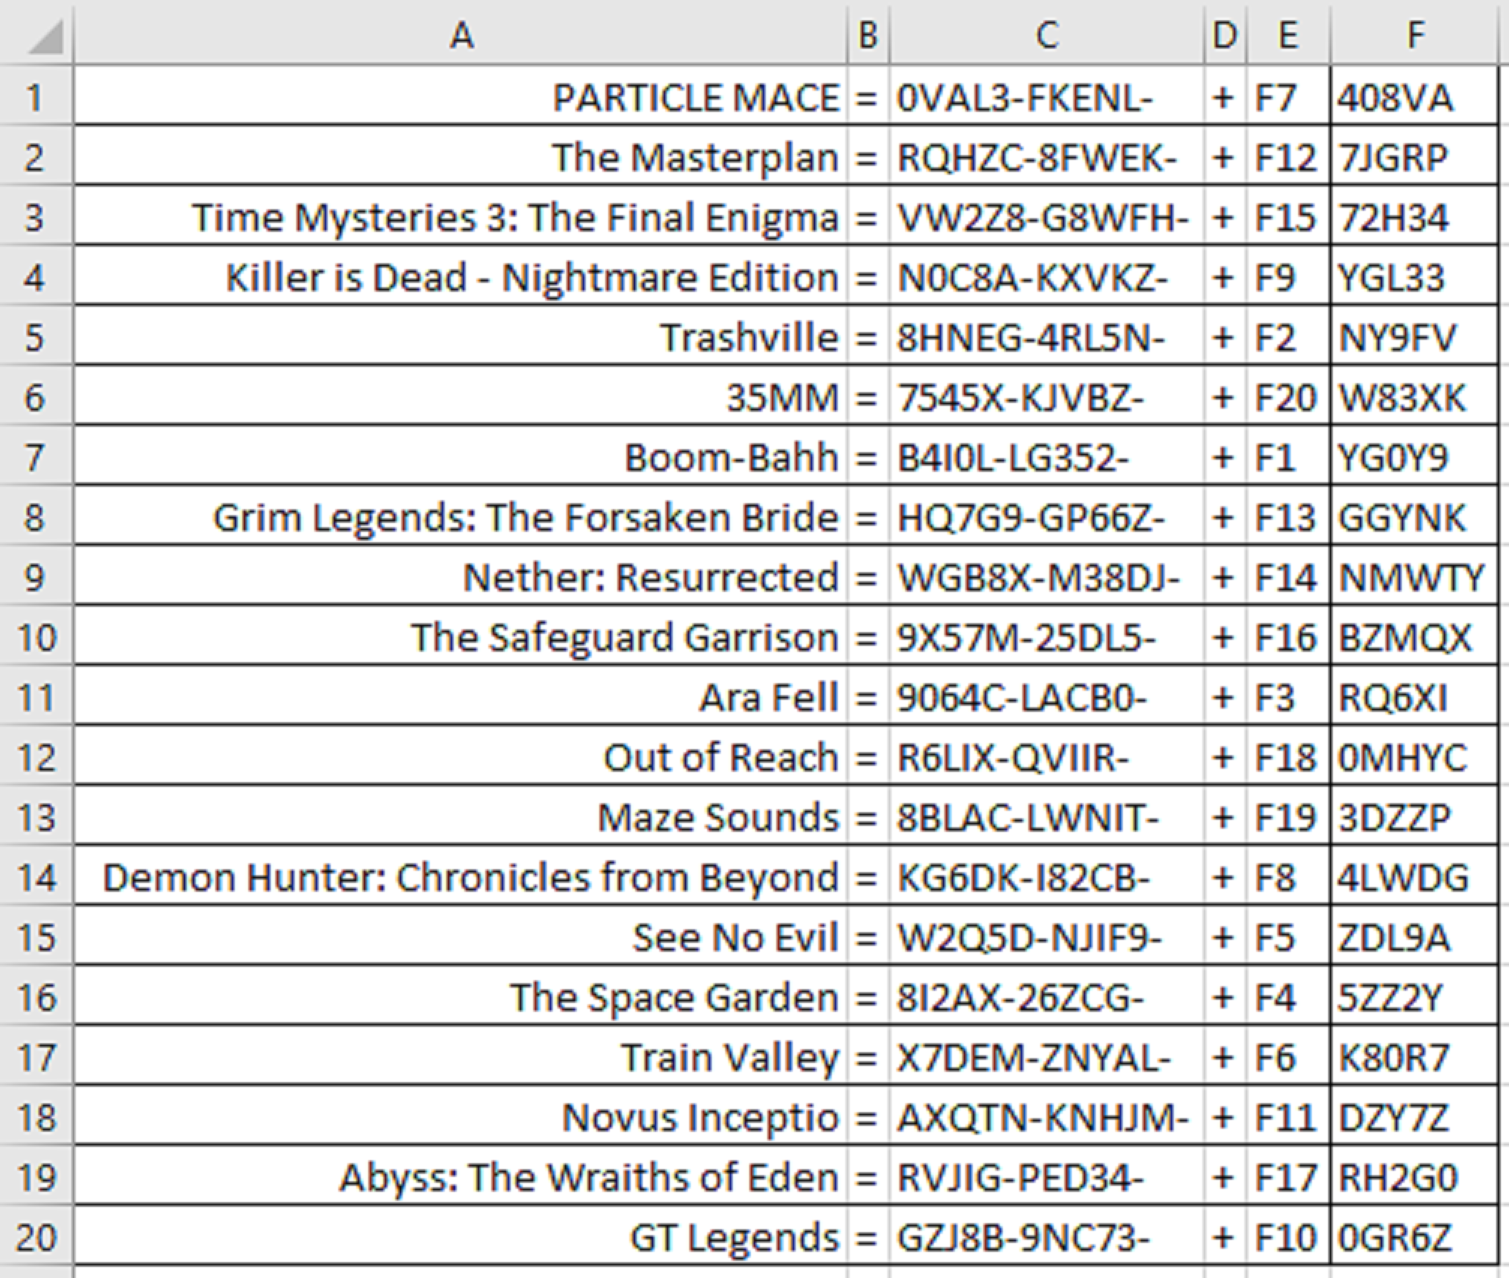 A B C D E F
1 PARTICLE MACE = 0VAL3-FKENL- + F7 408VA
2 The Masterplan = RQHZC-8FWEK- + F12 7JGRP
3 Time Mysteries 3: The Final Enigma = VW2Z8-G8WFH- + F15 72H34
4 Killer is Dead - Nightmare Edition = N0C8A-KXVKZ- + F9 YGL33
5 Trashville = 8HNEG-4RL5N- + F2 NY9FV
6 35MM = 7545X-KJVBZ- + F20 W83XK
7 Boom-Bahh = B4I0L-LG352- + F1 YG0Y9
8 Grim Legends: The Forsaken Bride = HQ7G9-GP66Z- + F13 GGYNK
9 Nether: Resurrected = WGB8X-M38DJ- + F14 NMWTY
10 The Safeguard Garrison = 9X57M-25DL5- + F16 BZMQX
11 Ara Fell = 9064C-LACB0- + F3 RQ6XI
12 Out of Reach = R6LIX-QVIIR- + F18 0MHYC
13 Maze Sounds = 8BLAC-LWNIT- + F19 3DZZP
14 Demon Hunter: Chronicles from Beyond = KG6DK-I82CB- + F8 4LWDG
15 See No Evil = W2Q5D-NJIF9- + F5 ZDL9A
16 The Space Garden = 8I2AX-26ZCG- + F4 5ZZ2Y
17 Train Valley = X7DEM-ZNYAL- + F6 K80R7
18 Novus Inceptio = AXQTN-KNHJM- + F11 DZY7Z
19 Abyss: The Wraiths of Eden = RVJIG-PED34- + F17 RH2G0
20 GT Legends = GZJ8B-9NC73- + F10 0GR6Z